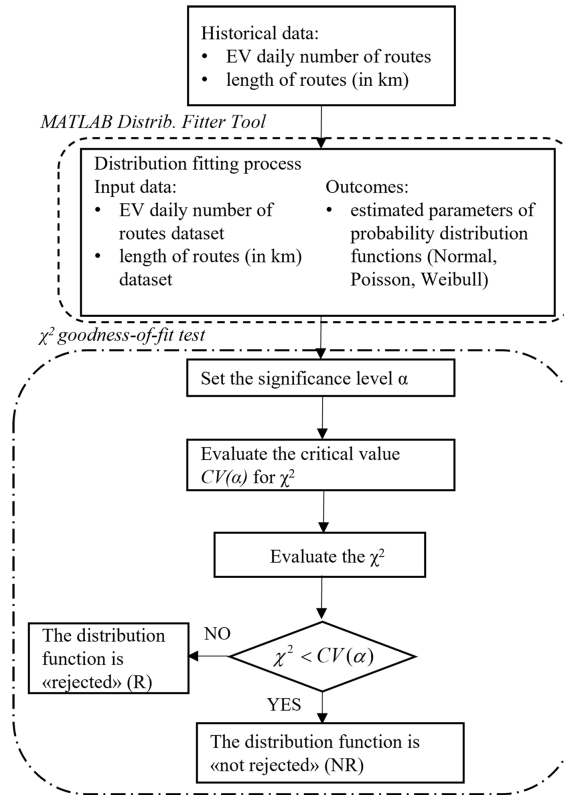 Historical data:
• EV daily number of routes
• length of routes (in km)
MATLAB Distrib. Fitter Tool
Distribution fitting process
Input data:
• EV daily number of
routes dataset
• length of routes (in km)
dataset
Outcomes:
• estimated parameters of
probability distribution
functions (Normal,
Poisson, Weibull)
χ² goodness-of-fit test
Set the significance level α
Evaluate the critical value
CV(α) for χ²
Evaluate the χ²
χ² < CV(α)
NO
The distribution
function is
«rejected» (R)
YES
The distribution function is
«not rejected» (NR)